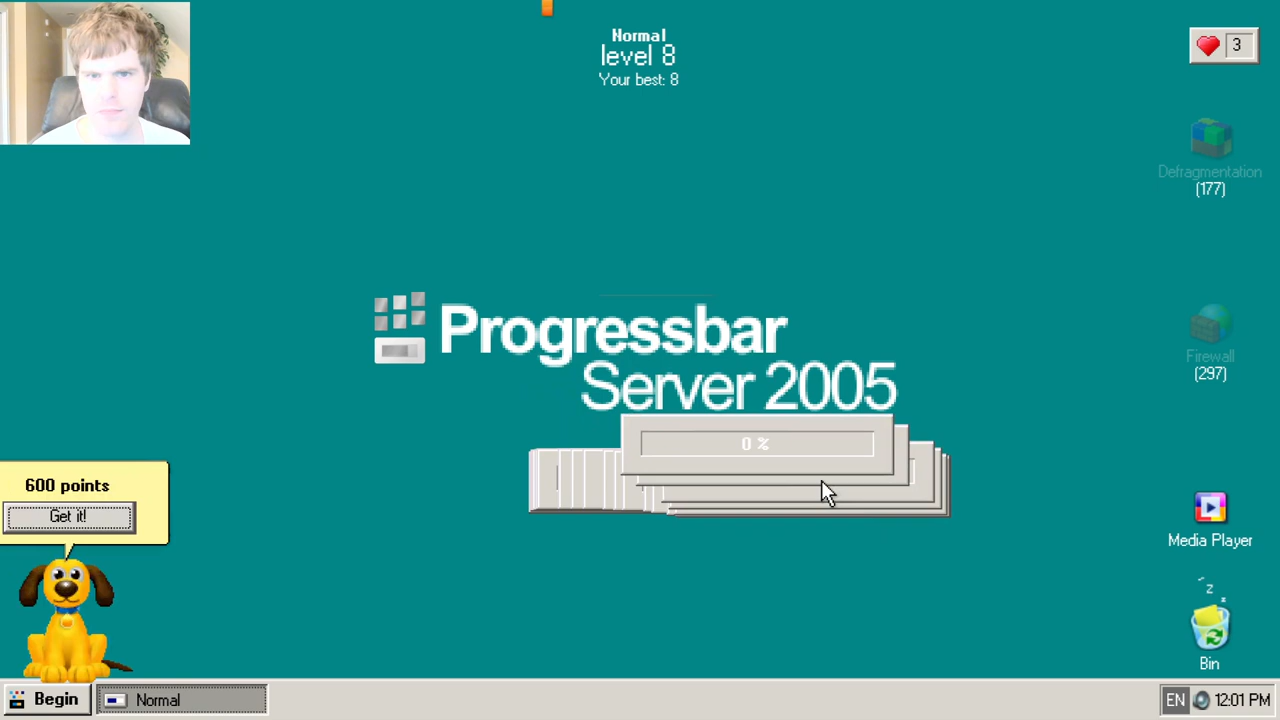 Normal
level 8
Your best: 8
3
Defragmentation
(177)
Progressbar
Server 2005
Firewall
(297)
0 %
600 points
Get it!
Media Player
z
z
Bin
Begin
Normal
EN
12:01 PM